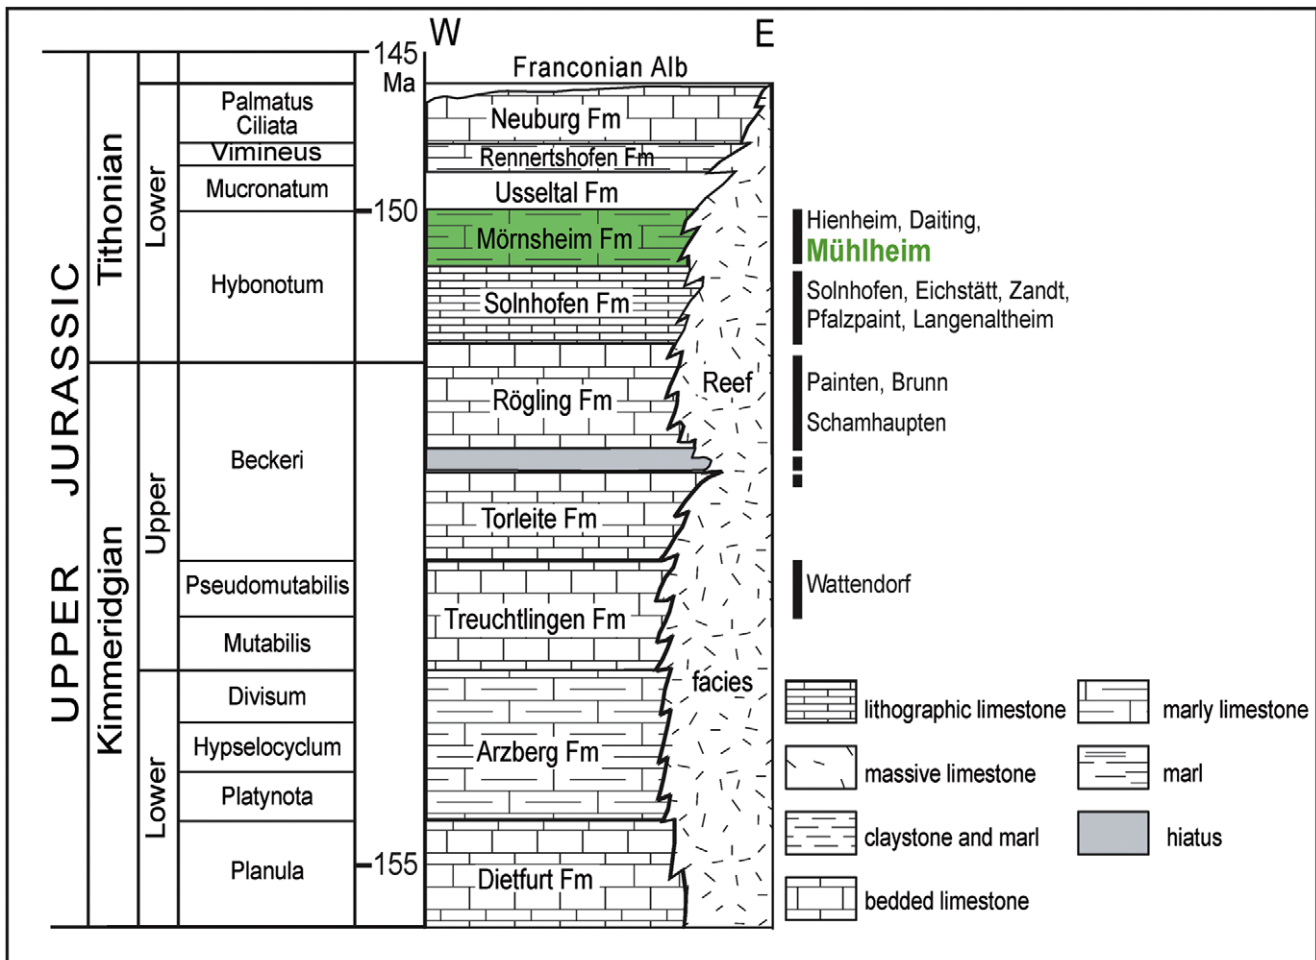 W
E
145
Ma
Franconian Alb
UPPER JURASSIC
Tithonian
Kimmeridgian
Lower
Upper
Lower
Palmatus
Ciliata
Vimineus
Mucronatum
Hybonotum
Beckeri
Pseudomutabilis
Mutabilis
Divisum
Hypselocyclum
Platynota
Planula
150
155
Neuburg Fm
Rennertshofen Fm
Usseltal Fm
Mörnsheim Fm
Solnhofen Fm
Rögling Fm
Torleite Fm
Treuchtlingen Fm
Arzberg Fm
Dietfurt Fm
Reef
facies
Hienheim, Daiting,
Mühlheim
Solnhofen, Eichstätt, Zandt,
Pfalzpaint, Langenaltheim
Painten, Brunn
Schamhaupten
Wattendorf
lithographic limestone
massive limestone
claystone and marl
bedded limestone
marly limestone
marl
hiatus